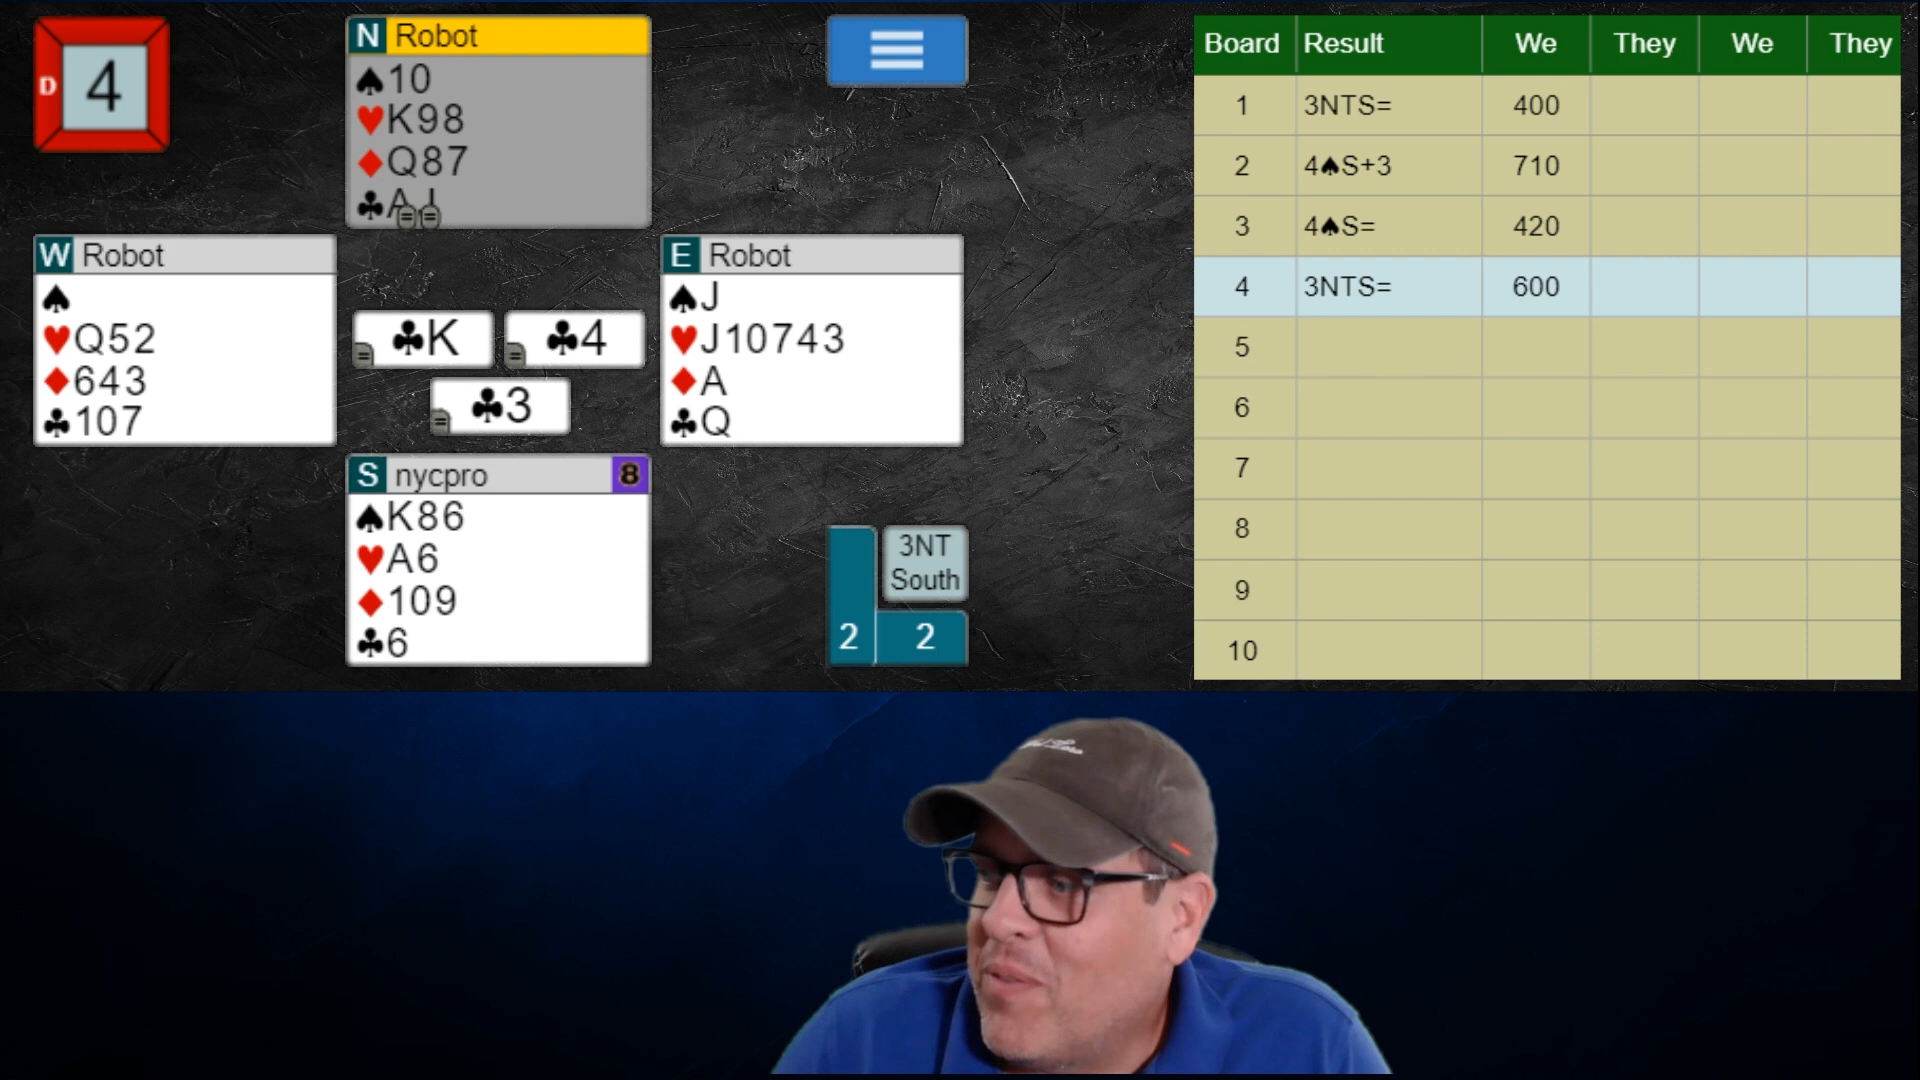 D 4
N Robot
♠10
♥K98
♦Q87
♣AJ
W Robot
♠
♥Q52
♦643
♣107
♣K
♣4
♣3
E Robot
♠J
♥J10743
♦A
♣Q
S nycpro 8
♠K86
♥A6
♦109
♣6
3NT
South
2 2
Board Result We They We They
1 3NTS= 400
2 4♠S+3 710
3 4♠S= 420
4 3NTS= 600
5
6
7
8
9
10